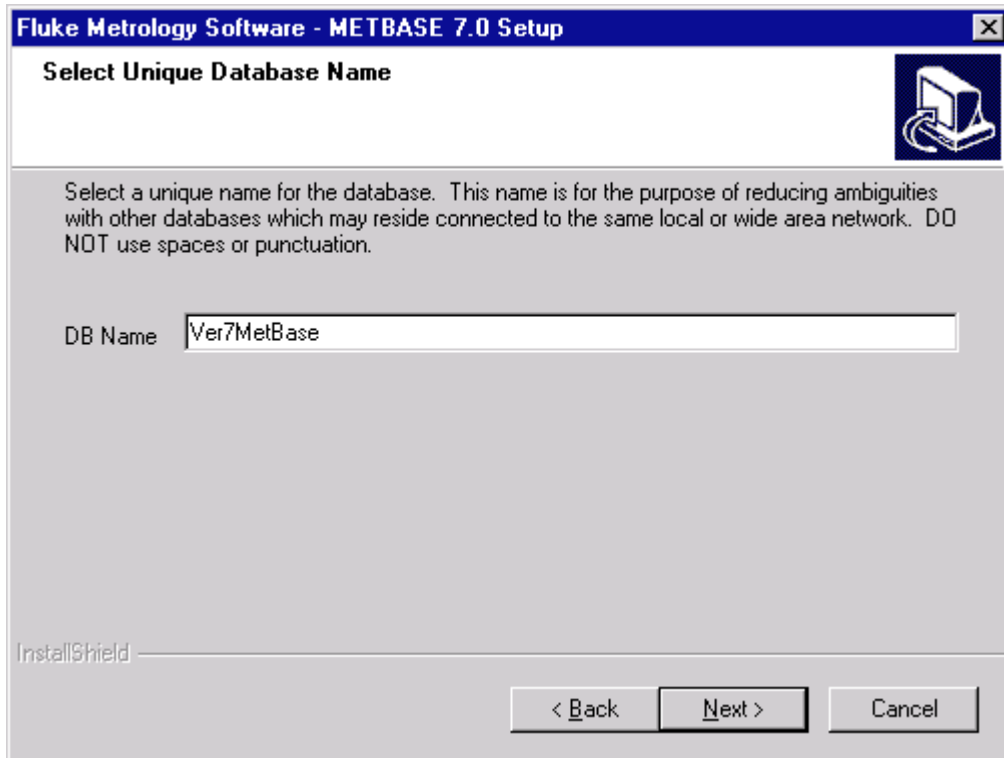 Fluke Metrology Software - METBASE 7.0 Setup
Select Unique Database Name
Select a unique name for the database.  This name is for the purpose of reducing ambiguities
with other databases which may reside connected to the same local or wide area network.  DO
NOT use spaces or punctuation.
DB Name Ver7MetBase
InstallShield
< Back Next > Cancel